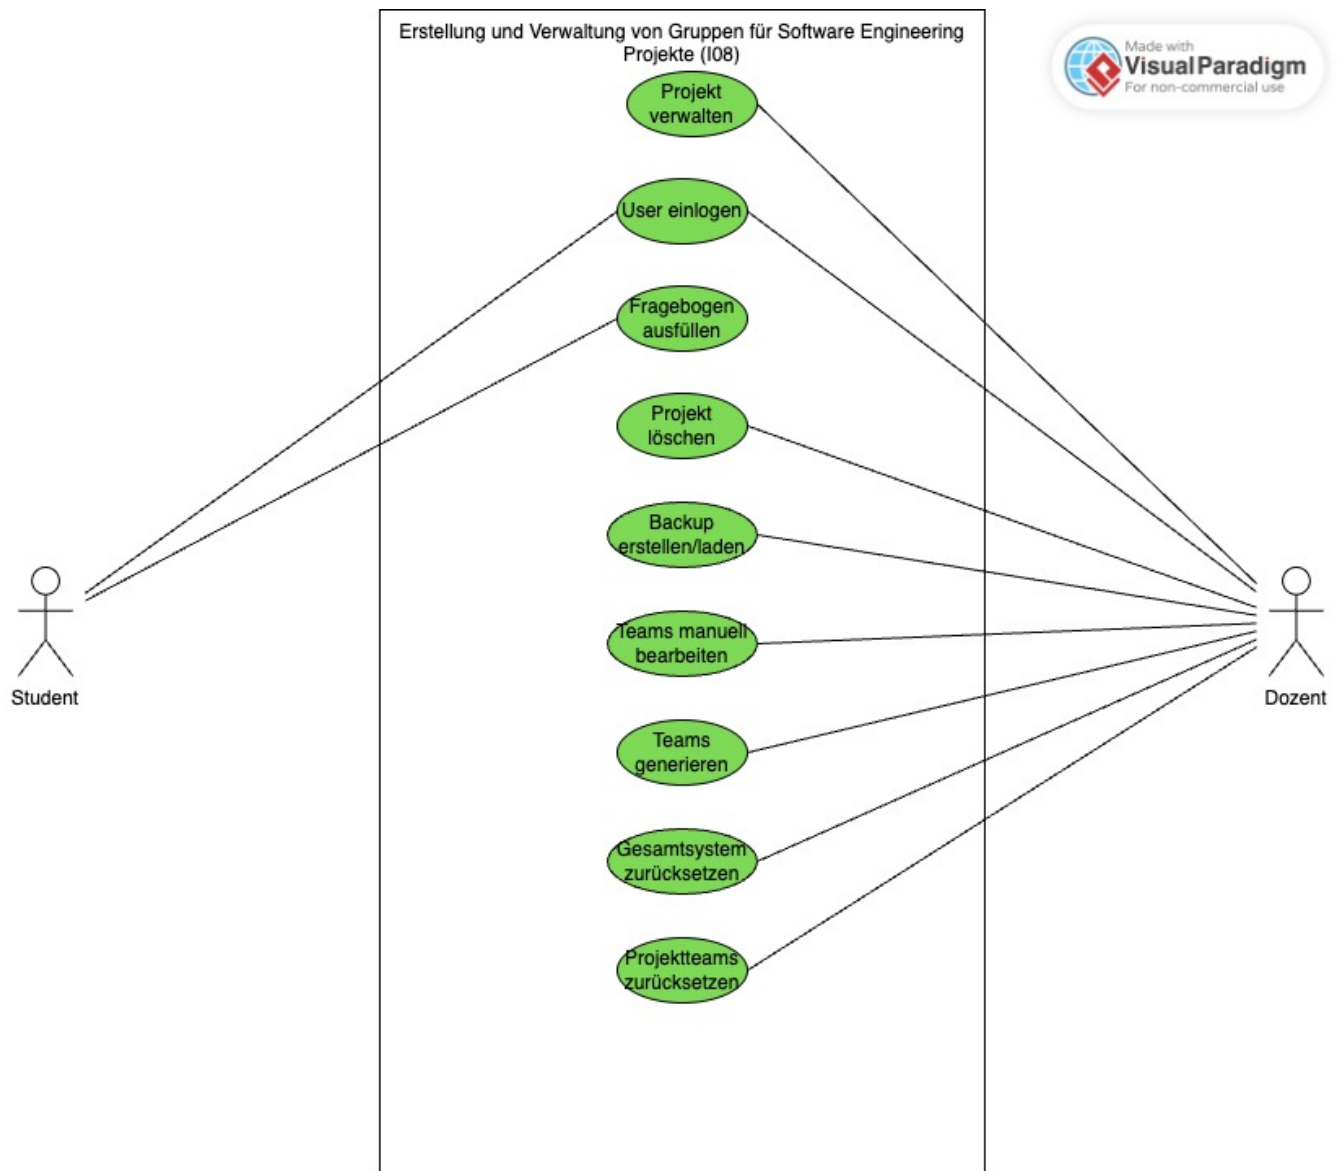 Erstellung und Verwaltung von Gruppen für Software Engineering
Projekte (I08)
Made with
Visual Paradigm
For non-commercial use
Projekt
verwalten
User einlogen
Fragebogen
ausfüllen
Projekt
löschen
Backup
erstellen/laden
Teams manuell
bearbeiten
Student
Dozent
Teams
generieren
Gesamtsystem
zurücksetzen
Projektteams
zurücksetzen